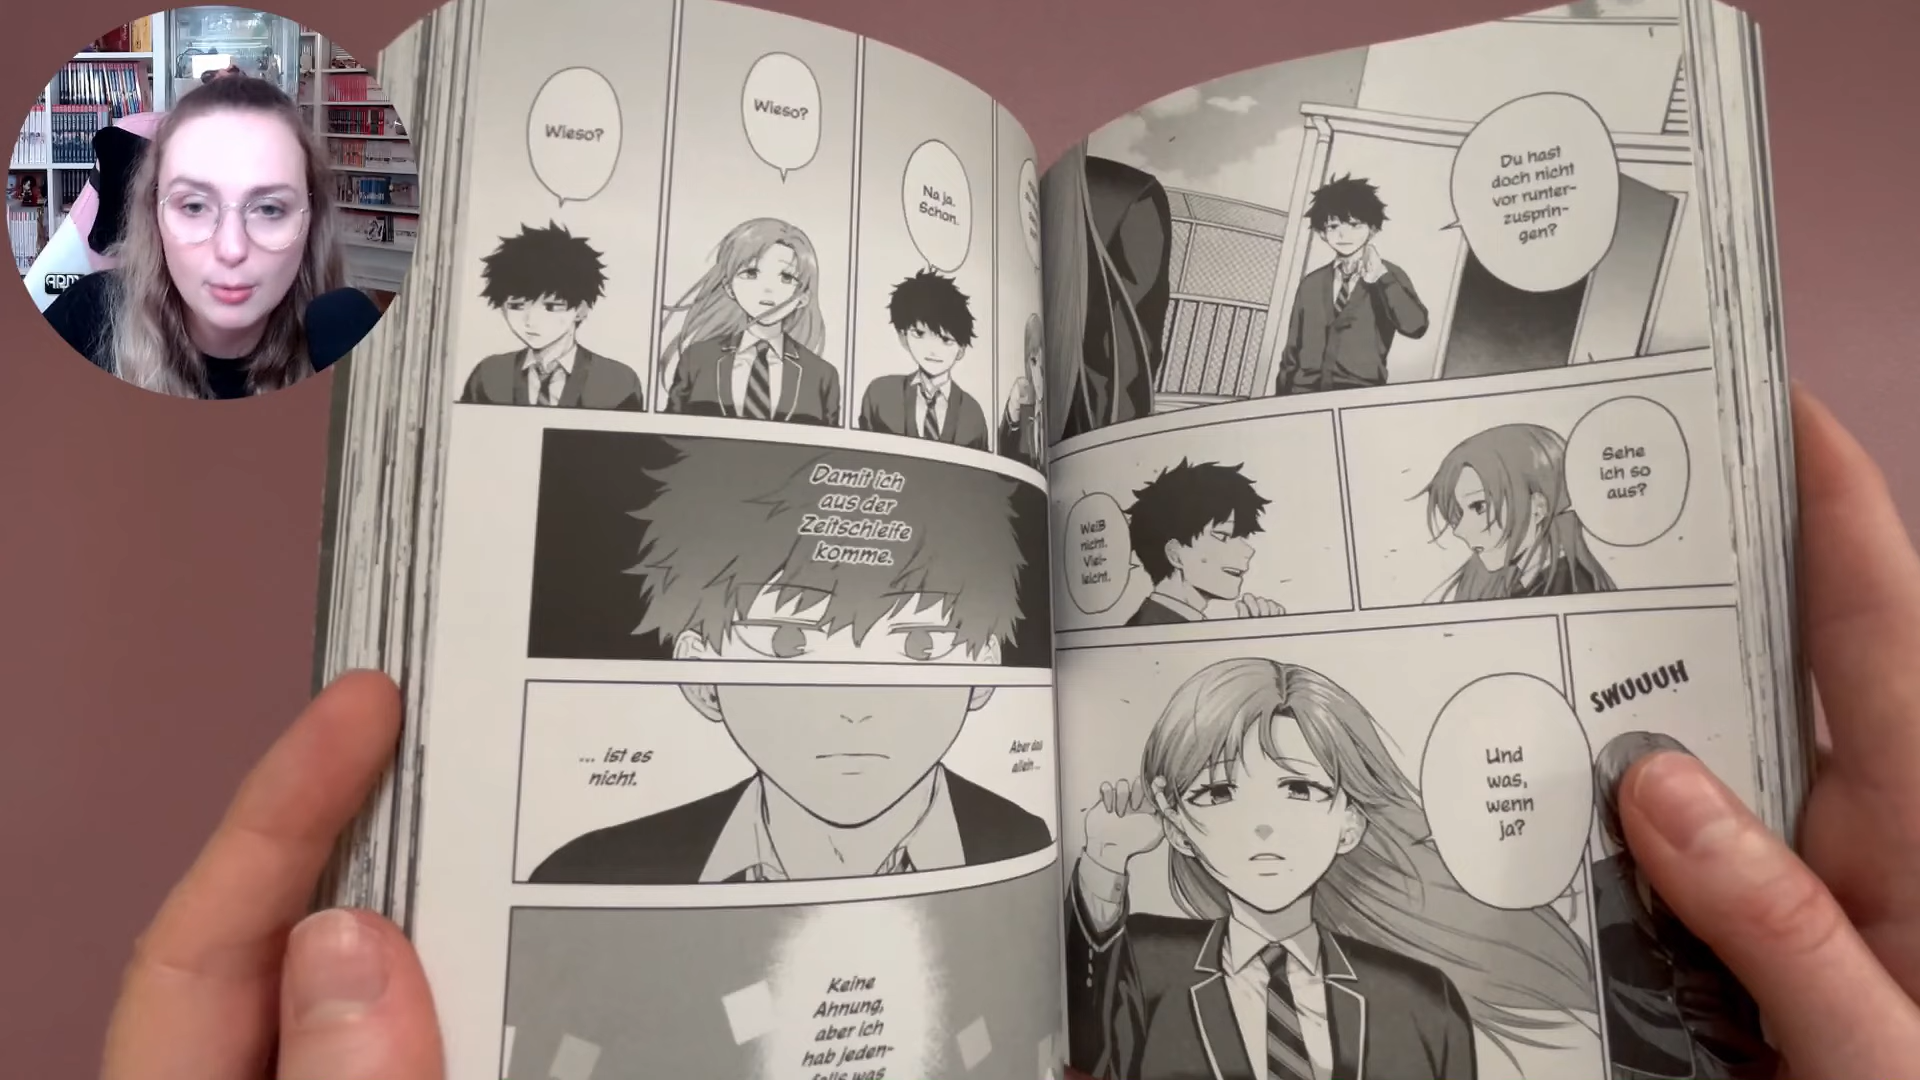 Du hast
doch nicht
vor runter-
zusprin-
gen?
Sehe
ich so
aus?
Weiß
nicht.
Viel-
leicht.
SWUUUH
Und
was,
wenn
ja?
Na ja.
Schon.
Wieso?
Wieso?
Damit ich
aus der
Zeitschleife
komme.
Aber das
allein ...
... ist es
nicht.
Keine
Ahnung,
aber ich
hab jeden-
falls was